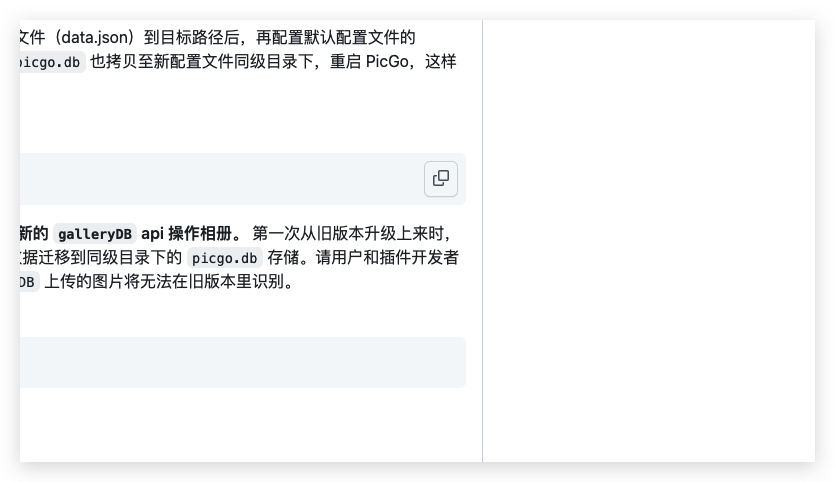 文件（data.json）到目标路径后，再配置默认配置文件的
picgo.db 也拷贝至新配置文件同级目录下，重启 PicGo，这样
新的 galleryDB api 操作相册。 第一次从旧版本升级上来时，
据迁移到同级目录下的 picgo.db 存储。请用户和插件开发者
DB 上传的图片将无法在旧版本里识别。